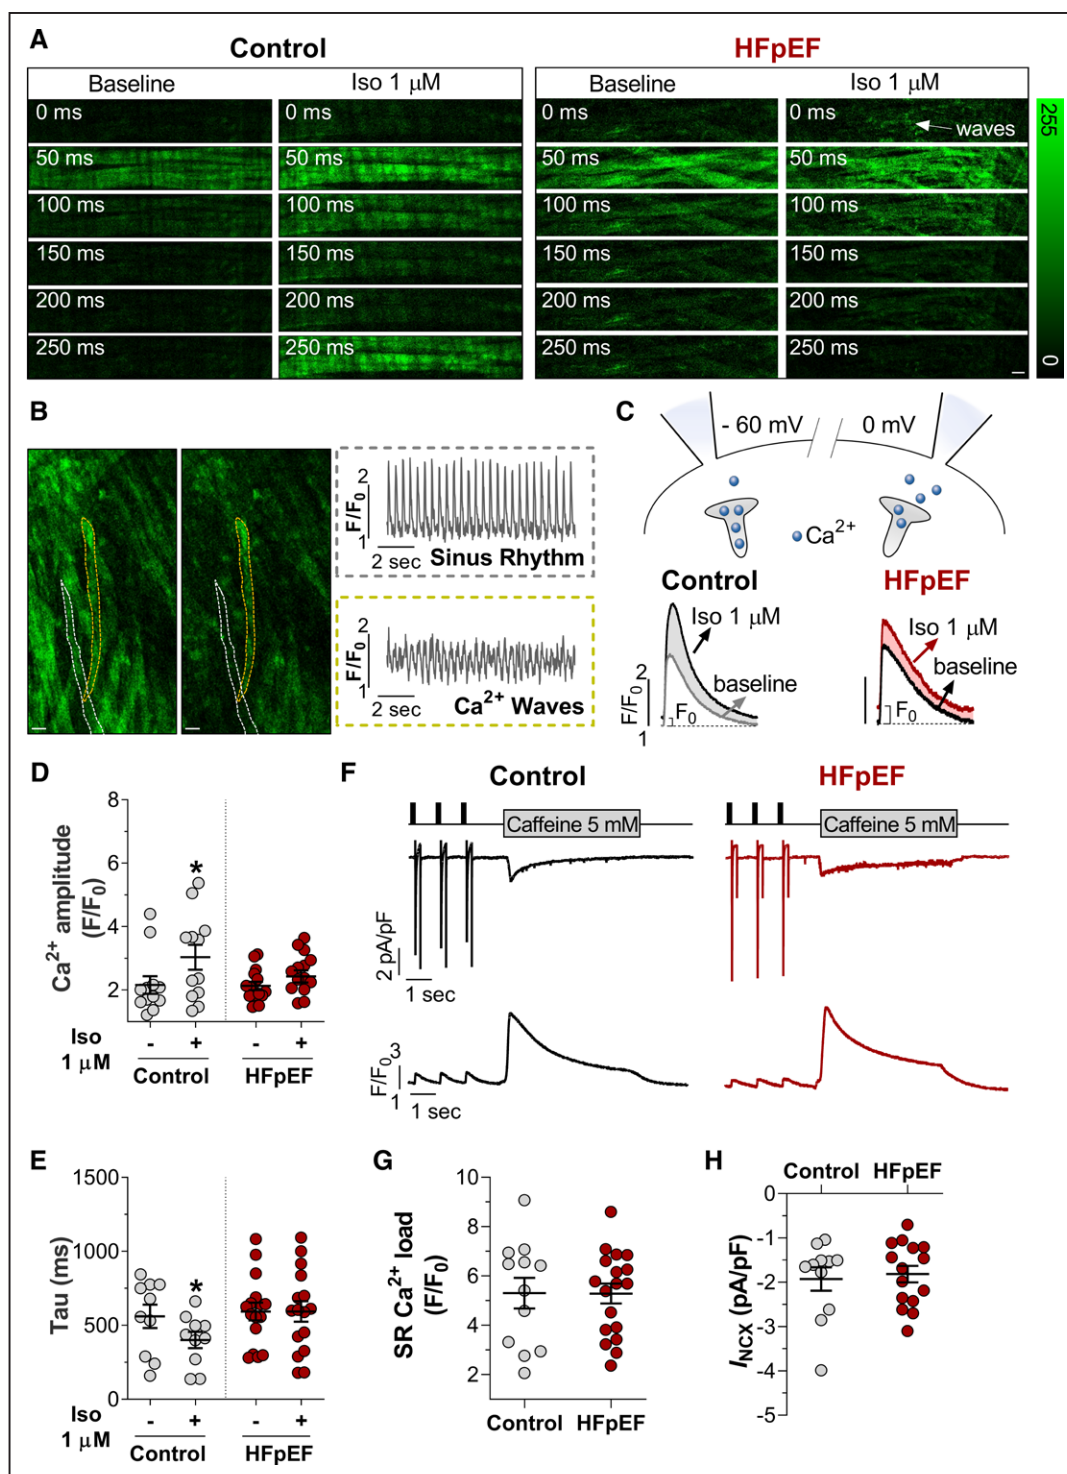 A
Control
HFpEF
Baseline
Iso 1 μM
Baseline
Iso 1 μM
0 ms
0 ms
0 ms
0 ms
waves
50 ms
50 ms
50 ms
50 ms
100 ms
100 ms
100 ms
100 ms
150 ms
150 ms
150 ms
150 ms
200 ms
200 ms
200 ms
200 ms
250 ms
250 ms
250 ms
250 ms
255
0
B
F/F0
2
1
2 sec
Sinus Rhythm
F/F0
2
1
2 sec
Ca2+ Waves
C
- 60 mV
0 mV
Ca2+
Control
HFpEF
Iso 1 μM
baseline
F0
F/F0
2
1
Iso 1 μM
baseline
F0
D
Ca2+ amplitude
(F/F0)
8
6
4
2
*
Iso
1 μM
- + - +
Control HFpEF
E
Tau (ms)
1500
1000
500
0
*
Iso
1 μM
- + - +
Control HFpEF
F
Control
HFpEF
Caffeine 5 mM
Caffeine 5 mM
2 pA/pF
1 sec
F/F0
3
1
1 sec
G
SR Ca2+ load
(F/F0)
10
8
6
4
2
Control HFpEF
H
Control HFpEF
INCX (pA/pF)
0
-1
-2
-3
-4
-5